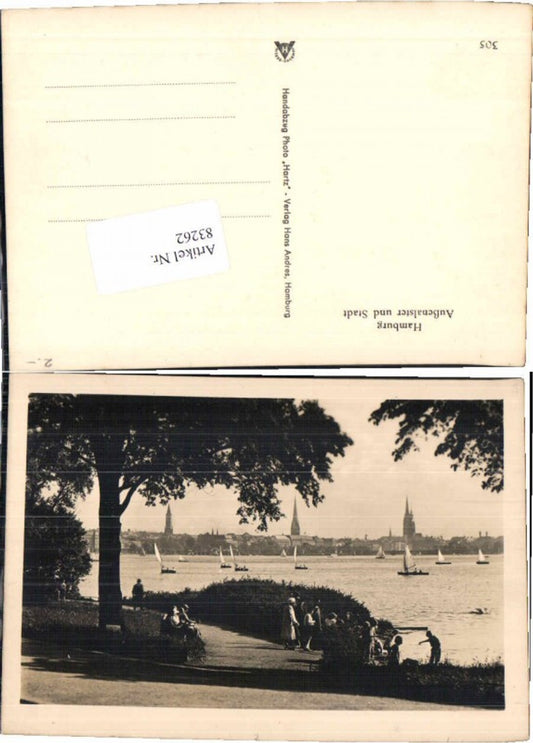 Hamburg
Außenalster und Stadt
305
Handabzug Photo „Hartz" - Verlag Hans Andres, Hamburg
Artikel Nr.
83262
2.-